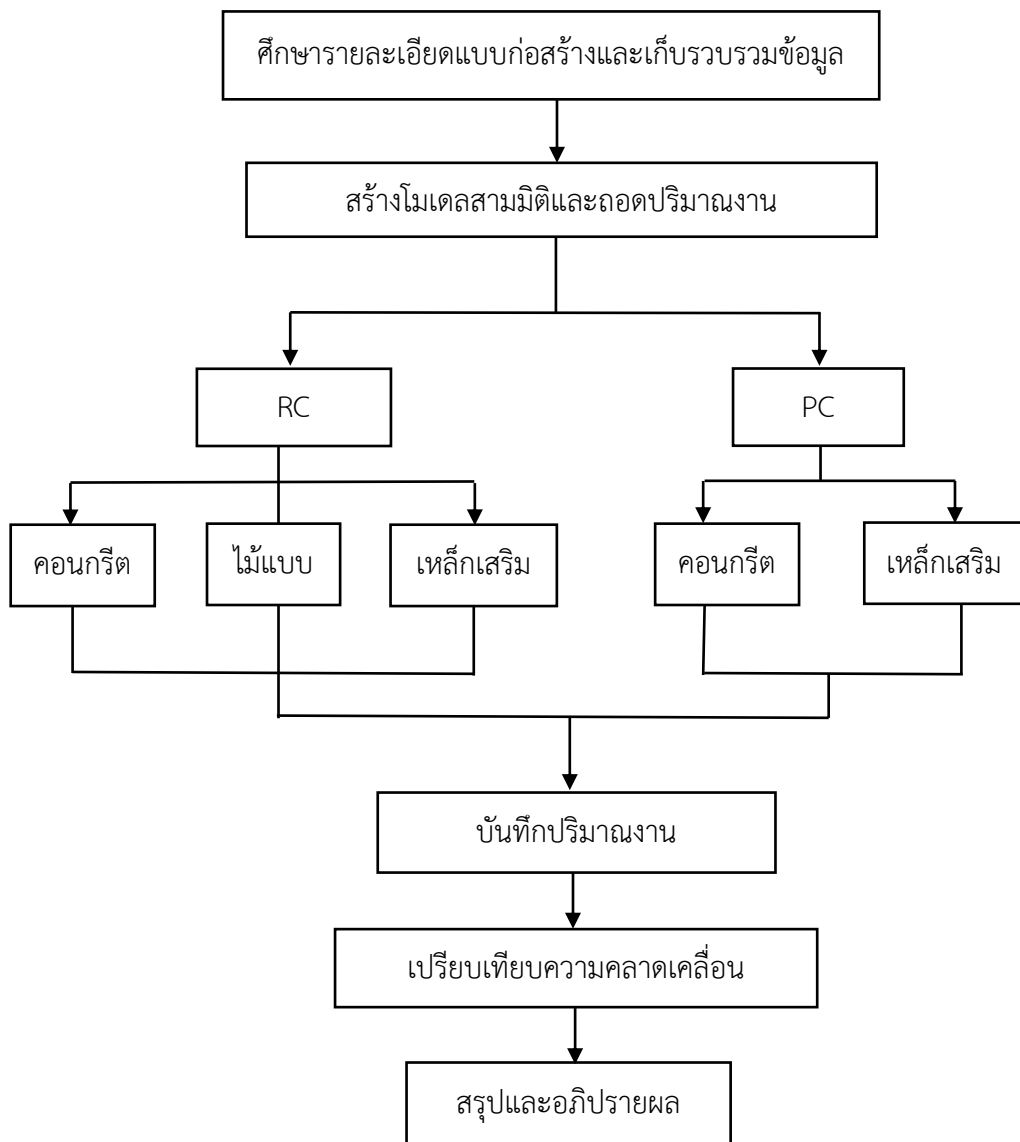 ศึกษารายละเอียดแบบก่อสร้างและเก็บรวบรวมข้อมูล
สร้างโมเดลสามมิติและถอดปริมาณงาน
RC
PC
คอนกรีต
ไม้แบบ
เหล็กเสริม
คอนกรีต
เหล็กเสริม
บันทึกปริมาณงาน
เปรียบเทียบความคลาดเคลื่อน
สรุปและอภิปรายผล